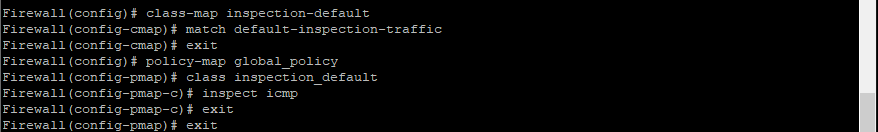 Firewall(config)# class-map inspection-default
Firewall(config-cmap)# match default-inspection-traffic
Firewall(config-cmap)# exit
Firewall(config)# policy-map global_policy
Firewall(config-pmap)# class inspection_default
Firewall(config-pmap-c)# inspect icmp
Firewall(config-pmap-c)# exit
Firewall(config-pmap)# exit